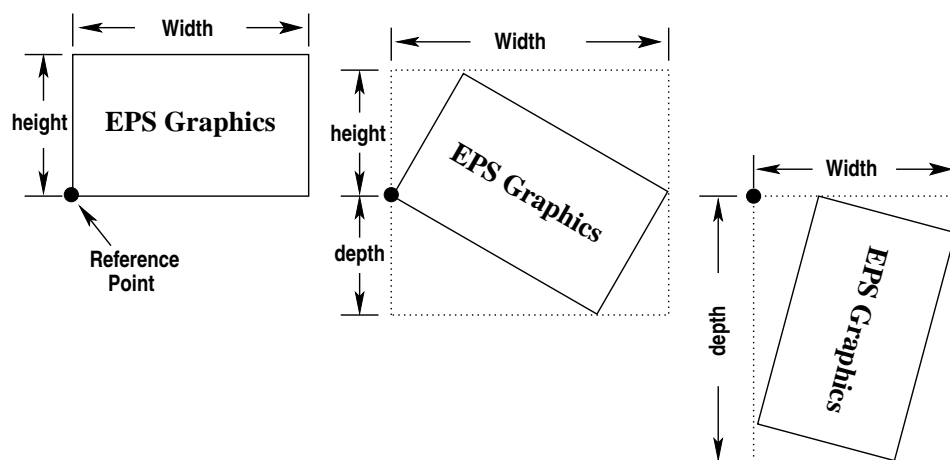 Width
height
EPS Graphics
Reference
Point
Width
height
EPS Graphics
depth
Width
depth
EPS Graphics